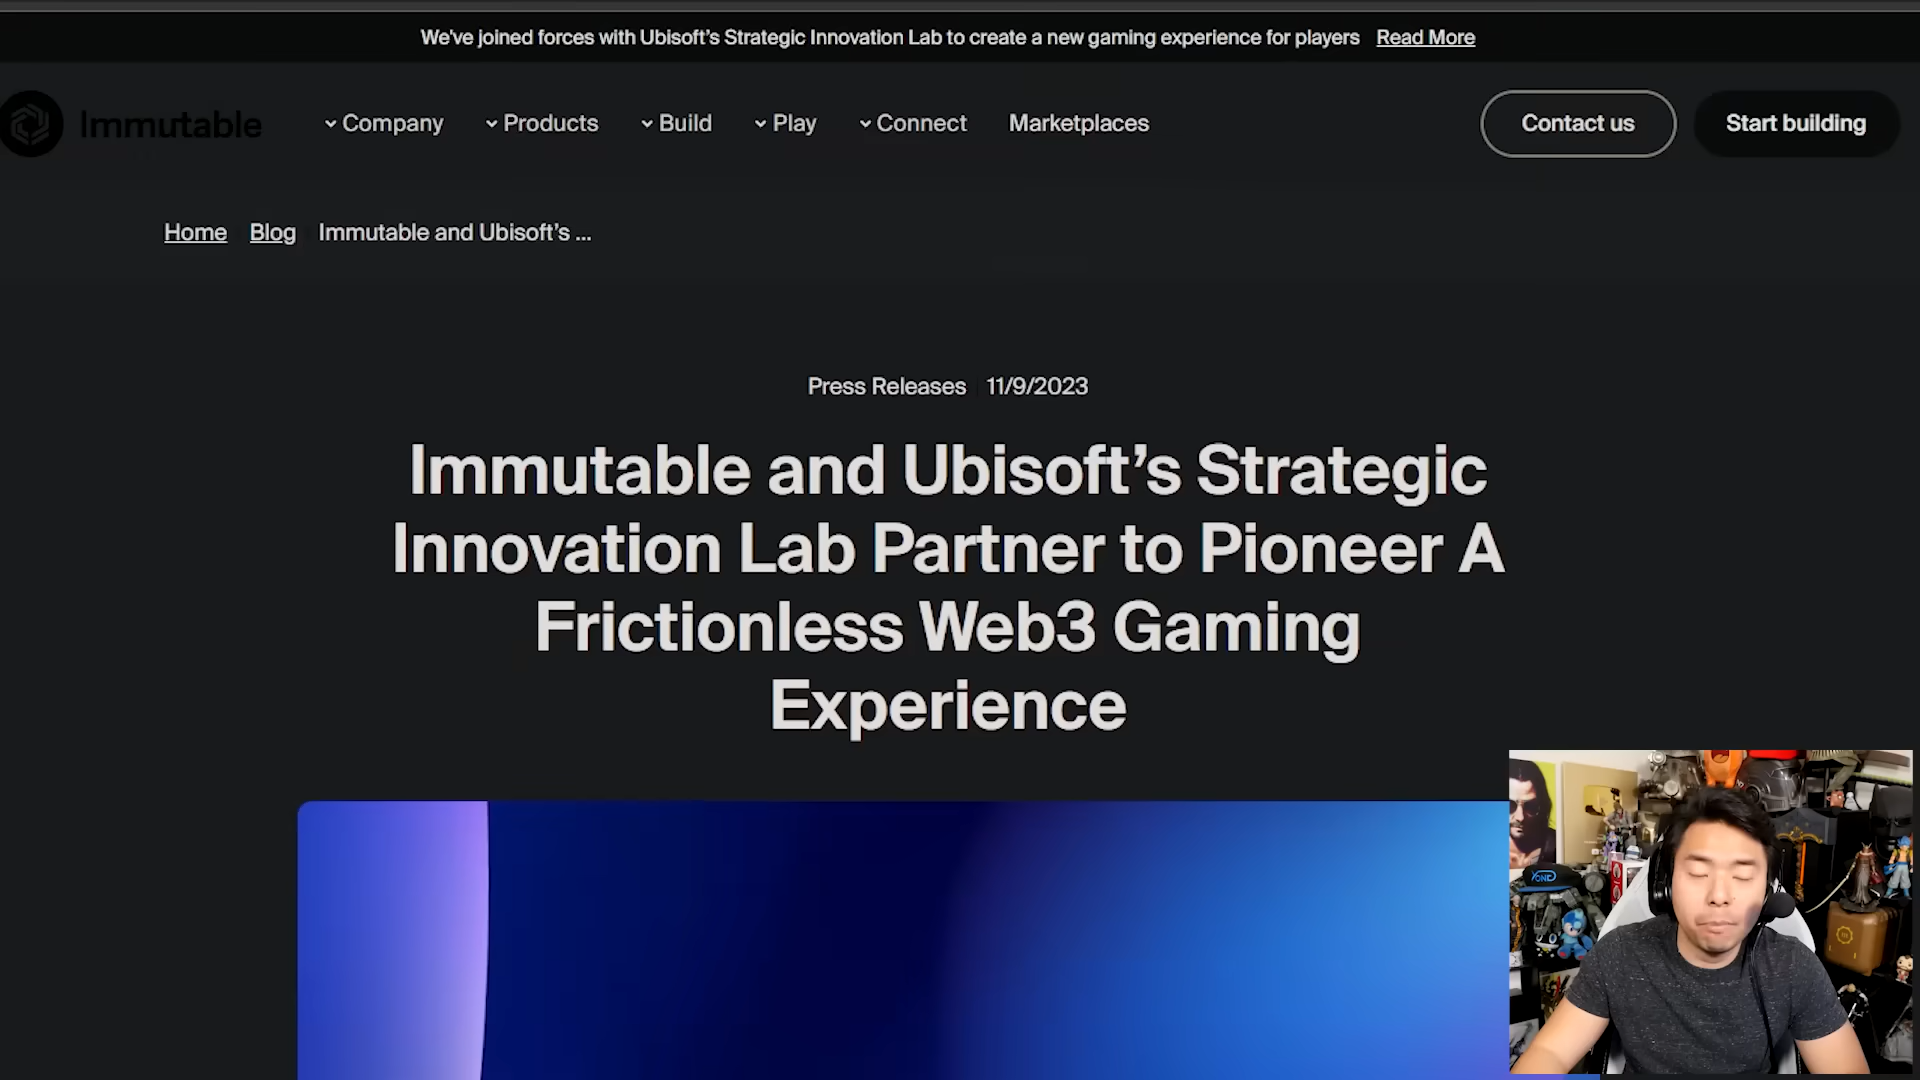 We've joined forces with Ubisoft's Strategic Innovation Lab to create a new gaming experience for players Read More
Immutable Company Products Build Play Connect Marketplaces Contact us Start building
Home Blog Immutable and Ubisoft's ...
Press Releases 11/9/2023
Immutable and Ubisoft's Strategic
Innovation Lab Partner to Pioneer A
Frictionless Web3 Gaming
Experience